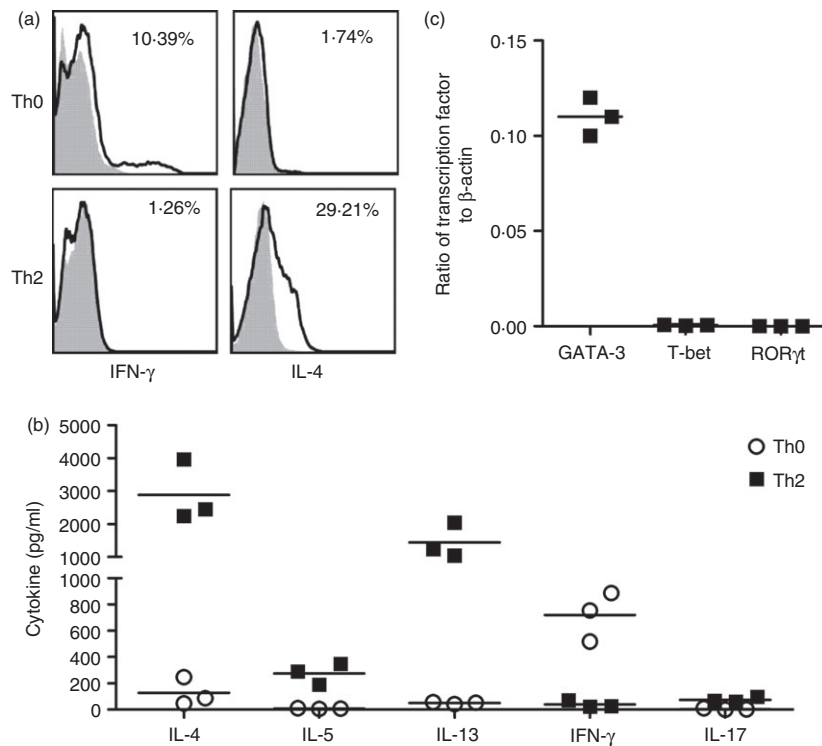 (a)
10·39%
1·74%
Th0
1·26%
29·21%
Th2
IFN-γ
IL-4
(c)
0·15
0·10
0·05
0·00
Ratio of transcription factor
to β-actin
GATA-3
T-bet
RORγt
(b)
5000
4000
3000
2000
1000
1000
800
600
400
200
0
Cytokine (pg/ml)
Th0
Th2
IL-4
IL-5
IL-13
IFN-γ
IL-17